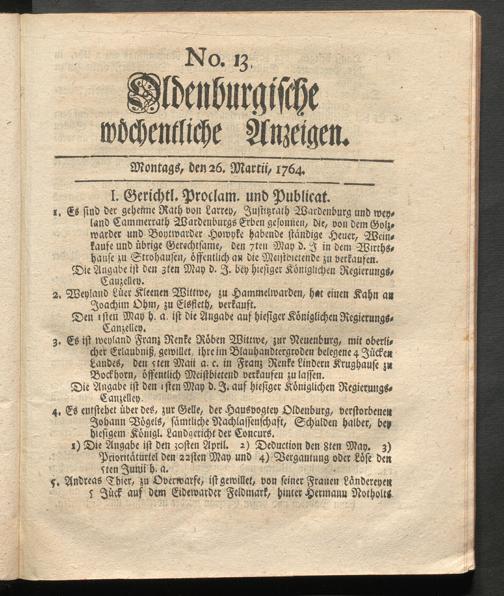 No. 13.
Oldenburgische
wöchentliche Anzeigen.
Montags, den 26. Martii, 1764.
I. Gerichtl. Proclam. und Publicat.
1. Es sind der geheime Rath von Larrey, Justizrath Wardenburg und wey-
land Cammerrath Wardenburgs Erben gesonnen, die, von dem Golz-
warder und Boytwarder Howyk habende ständige Heuer, Wein-
kaufe und übrige Gerechtsame, den 7ten May d. J in dem Wirths-
hause zu Strohausen, öffentlich an die Meistbietende zu verkaufen.
Die Angabe ist den 3ten May d. J. bey hiesiger Königlichen Regierungs-
Canzelley.
2. Weyland Lüer Kleenen Wittwe, zu Hammelwarden, hat einen Kahn an
Joachim Ohm, zu Elsfleth, verkauft.
Den 1sten May h. a. ist die Angabe auf hiesiger Königlichen Regierungs-
Canzelley.
3. Es ist weyland Franz Renke Röben Wittwe, zur Neuenburg, mit oberli-
cher Erlaubniß, gewillet, ihre im Blauhandtergroden belegene 4 Jücken
Landes, den 5ten Maii a. c. in Franz Renke Lindern Krughause zu
Bockhorn, öffentlich Meistbietend verkaufen zu lassen.
Die Angabe ist den 1sten May d. J. auf hiesiger Königlichen Regierungs-
Canzelley.
4. Es entstehet über des, zur Gelle, der Hausvogtey Oldenburg, verstorbenen
Johann Vögels, sämtliche Nachlassenschaft, Schulden halber, bey
hiesigem Königl. Landgericht der Concurs.
1) Die Angabe ist den 30sten April. 2) Deduction den 8ten May. 3)
Prioritäturtel den 22sten May und 4) Vergantung oder Löse den
5ten Junii h. a.
5. Andreas Thier, zu Overwarfe, ist gewillet, von seiner Frauen Ländereyen
5 Jück auf dem Eidewarder Feldmark, hinter Hermann Notholts